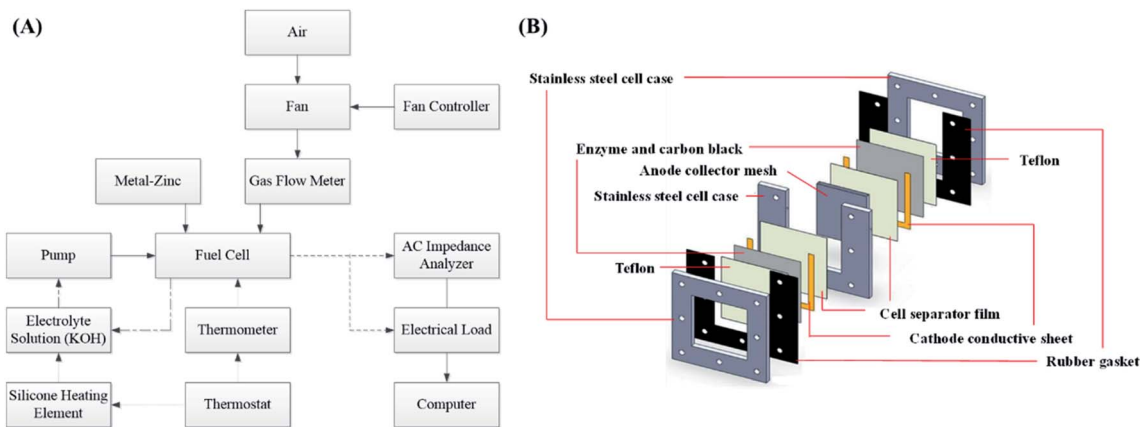 (A)
Air
Fan
Fan Controller
Metal-Zinc
Gas Flow Meter
Pump
Fuel Cell
AC Impedance
Analyzer
Electrolyte
Solution (KOH)
Thermometer
Electrical Load
Silicone Heating
Element
Thermostat
Computer
(B)
Stainless steel cell case
Enzyme and carbon black
Anode collector mesh
Stainless steel cell case
Teflon
Teflon
Cell separator film
Cathode conductive sheet
Rubber gasket